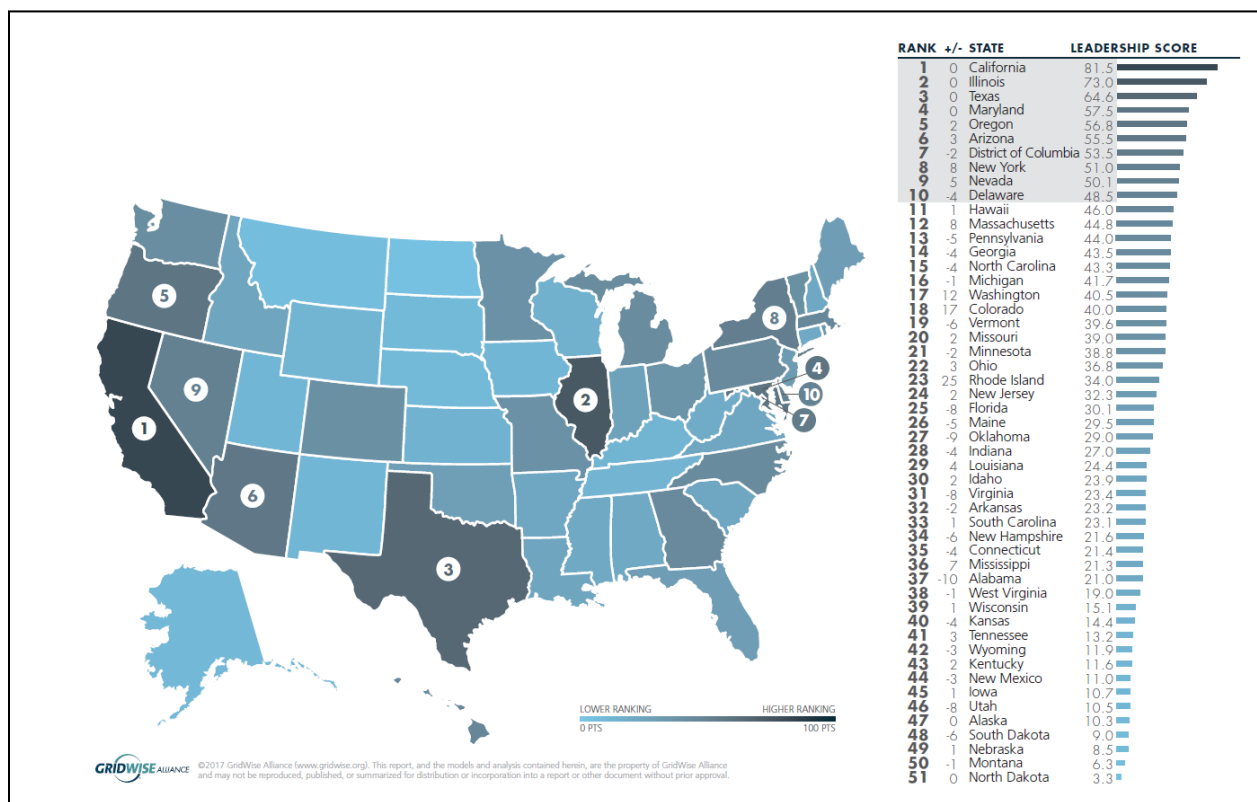 RANK +/- STATE LEADERSHIP SCORE
1 0 California 81.5
2 0 Illinois 73.0
3 0 Texas 64.6
4 0 Maryland 57.5
5 2 Oregon 56.8
6 3 Arizona 55.5
7 -2 District of Columbia 53.5
8 8 New York 51.0
9 5 Nevada 50.1
10 -4 Delaware 48.5
11 1 Hawaii 46.0
12 8 Massachusetts 44.8
13 -5 Pennsylvania 44.0
14 -4 Georgia 43.5
15 -4 North Carolina 43.3
16 -1 Michigan 41.7
17 12 Washington 40.5
18 17 Colorado 40.0
19 -6 Vermont 39.6
20 2 Missouri 39.0
21 -2 Minnesota 38.8
22 3 Ohio 36.8
23 25 Rhode Island 34.0
24 2 New Jersey 32.3
25 -8 Florida 30.1
26 -5 Maine 29.5
27 -9 Oklahoma 29.0
28 -4 Indiana 27.0
29 4 Louisiana 24.4
30 2 Idaho 23.9
31 -8 Virginia 23.4
32 -2 Arkansas 23.2
33 1 South Carolina 23.1
34 -6 New Hampshire 21.6
35 -4 Connecticut 21.4
36 7 Mississippi 21.3
37 -10 Alabama 21.0
38 -1 West Virginia 19.0
39 1 Wisconsin 15.1
40 -4 Kansas 14.4
41 3 Tennessee 13.2
42 -3 Wyoming 11.9
43 2 Kentucky 11.6
44 -3 New Mexico 11.0
45 1 Iowa 10.7
46 -8 Utah 10.5
47 0 Alaska 10.3
48 -6 South Dakota 9.0
49 1 Nebraska 8.5
50 -1 Montana 6.3
51 0 North Dakota 3.3
5
8
4
9
2
10
7
1
6
3
LOWER RANKING HIGHER RANKING
0 PTS 100 PTS
GRIDWISE ALLIANCE
©2017 GridWise Alliance (www.gridwise.org). This report, and the models and analysis contained herein, are the property of GridWise Alliance
and may not be reproduced, published, or summarized for distribution or incorporation into a report or other document without prior approval.